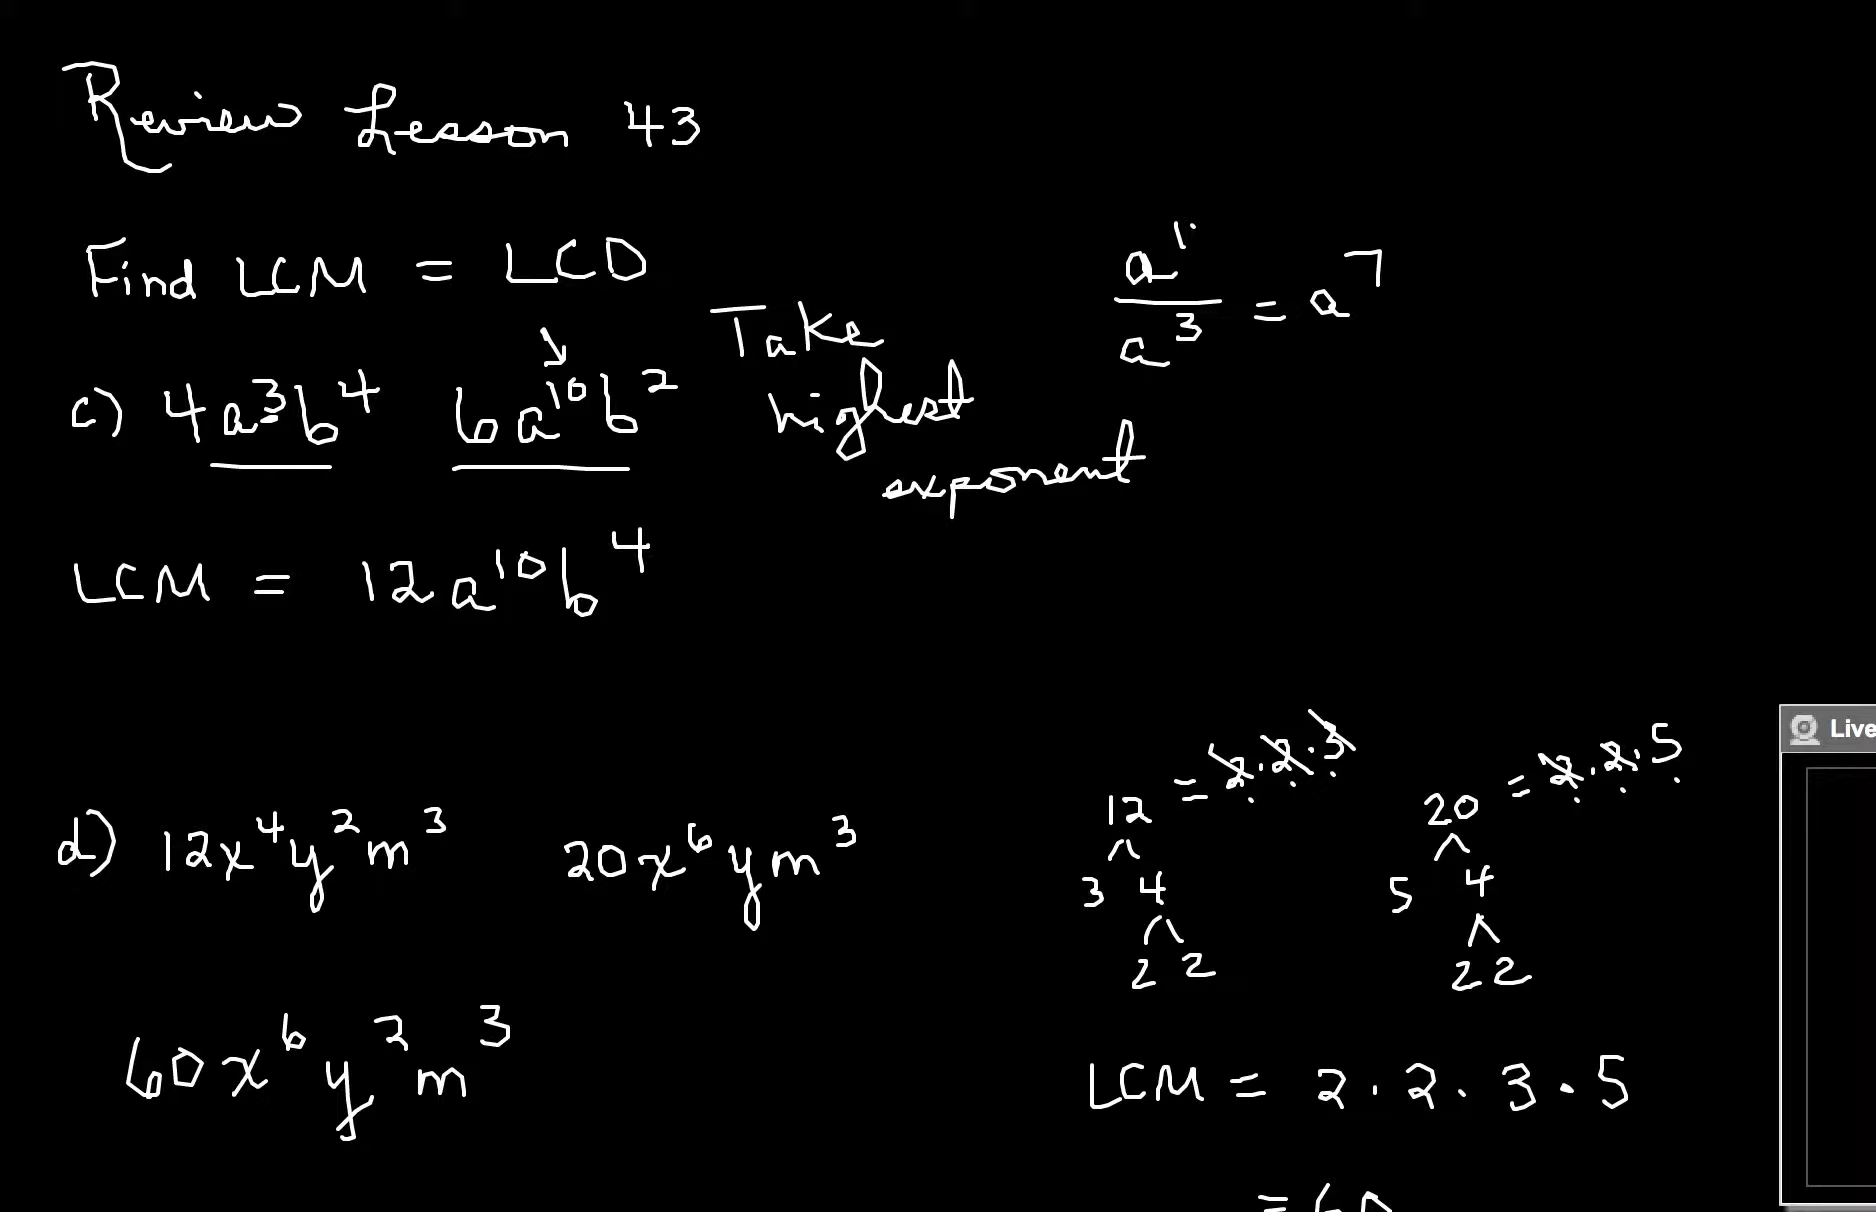 Review Lesson 43
Find LCM = LCD
c) 4a³b⁴ 6a¹⁰b²
Take
highest
exponent
a¹·/a³ = a⁷
LCM = 12a¹⁰b⁴
d) 12x⁴y²m³ 20x⁶ym³
60x⁶y²m³
12 = 2·2·3
3 4
2 2
20 = 2·2·5
5 4
2 2
LCM = 2·2·3·5
= 60
Live